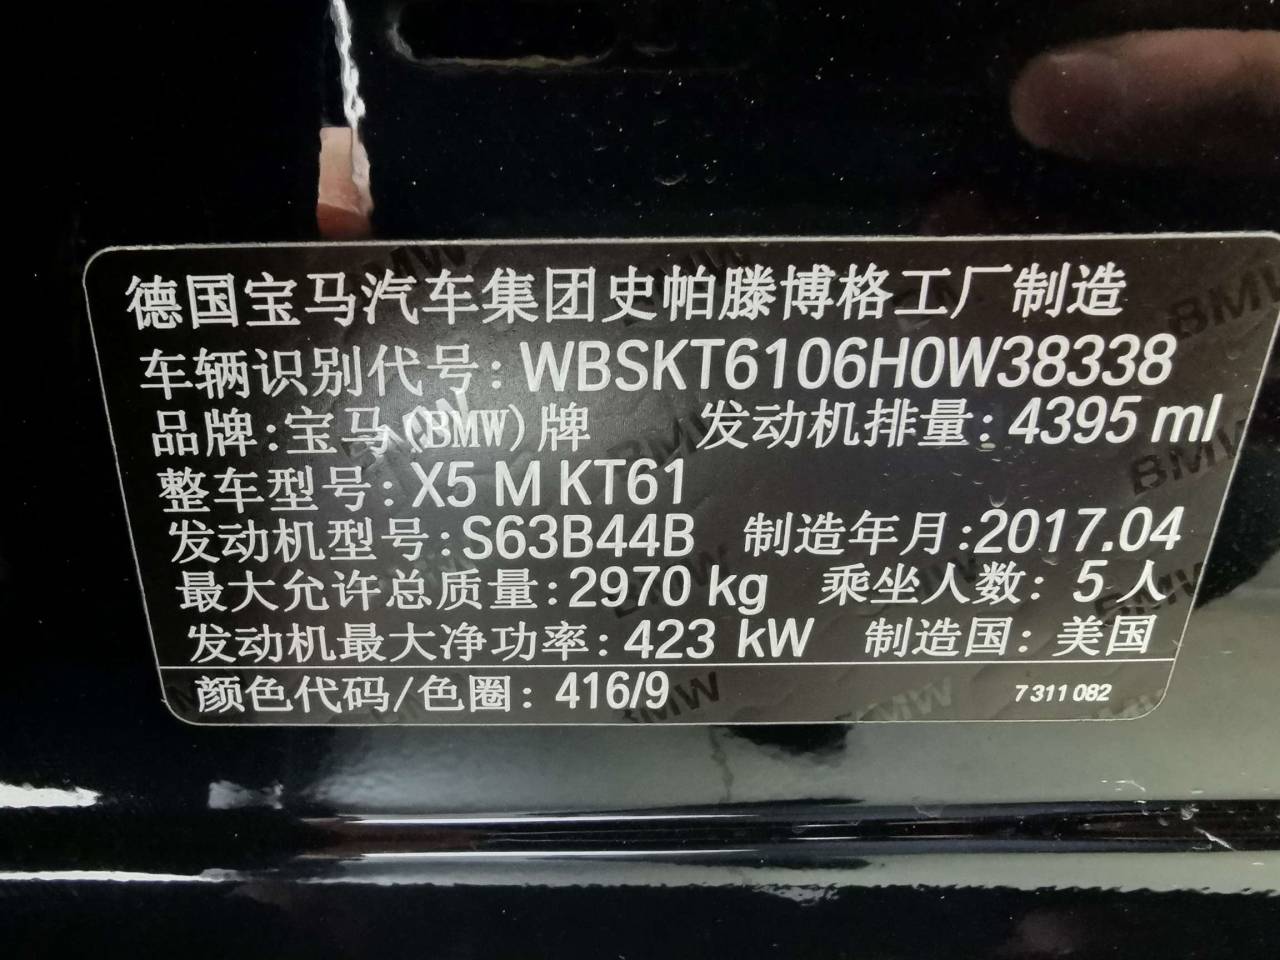 德国宝马汽车集团史帕滕博格工厂制造
车辆识别代号: WBSKT6106H0W38338
品牌:宝马(BMW)牌 发动机排量: 4395 ml
整车型号: X5 M KT61
发动机型号:S63B44B 制造年月:2017.04
最大允许总质量:2970 kg 乘坐人数: 5 人
发动机最大净功率: 423 kW 制造国: 美国
颜色代码/色圈: 416/9 7 311 082